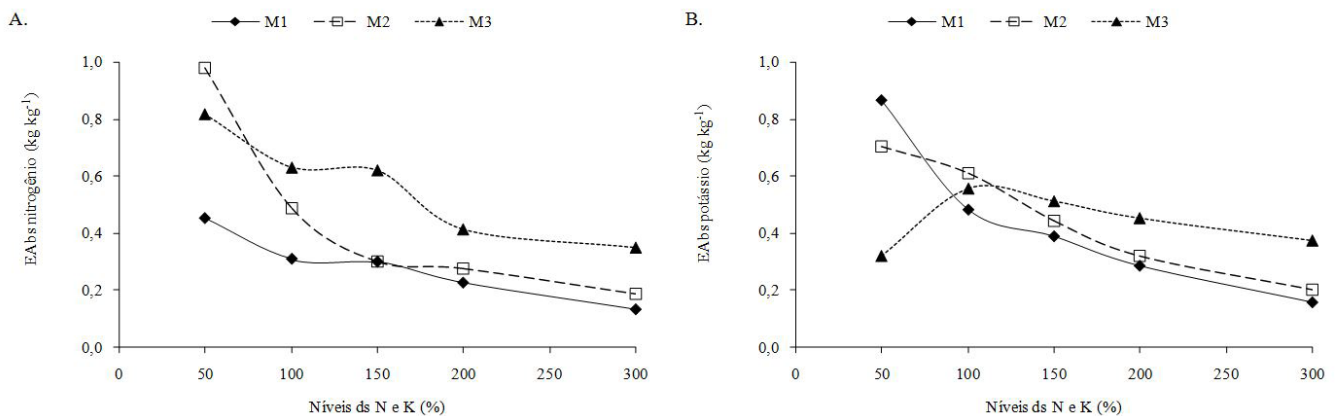 A.
M1 M2 M3
EAbs nitrogênio (kg kg-1)
1,0
0,8
0,6
0,4
0,2
0,0
0 50 100 150 200 250 300
Níveis ds N e K (%)
B.
M1 M2 M3
EAbs potássio (kg kg-1)
1,0
0,8
0,6
0,4
0,2
0,0
0 50 100 150 200 250 300
Níveis ds N e K (%)